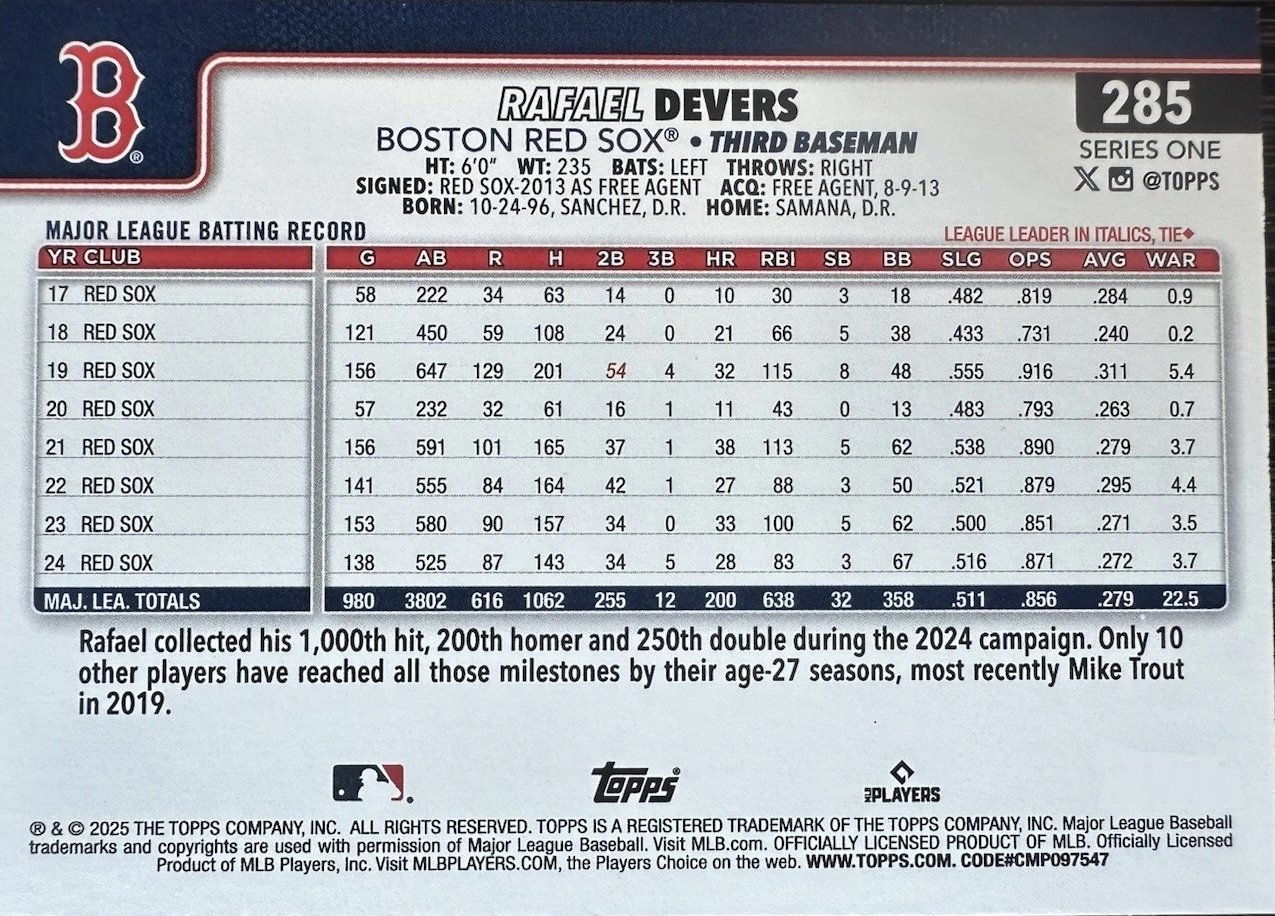 B®
RAFAEL DEVERS
285
BOSTON RED SOX® • THIRD BASEMAN
SERIES ONE
HT: 6'0" WT: 235 BATS: LEFT THROWS: RIGHT
@TOPPS
SIGNED: RED SOX-2013 AS FREE AGENT ACQ: FREE AGENT, 8-9-13
BORN: 10-24-96, SANCHEZ, D.R. HOME: SAMANA, D.R.
MAJOR LEAGUE BATTING RECORD LEAGUE LEADER IN ITALICS, TIE♦
YR CLUB G AB R H 2B 3B HR RBI SB BB SLG OPS AVG WAR
17 RED SOX 58 222 34 63 14 0 10 30 3 18 .482 .819 .284 0.9
18 RED SOX 121 450 59 108 24 0 21 66 5 38 .433 .731 .240 0.2
19 RED SOX 156 647 129 201 54 4 32 115 8 48 .555 .916 .311 5.4
20 RED SOX 57 232 32 61 16 1 11 43 0 13 .483 .793 .263 0.7
21 RED SOX 156 591 101 165 37 1 38 113 5 62 .538 .890 .279 3.7
22 RED SOX 141 555 84 164 42 1 27 88 3 50 .521 .879 .295 4.4
23 RED SOX 153 580 90 157 34 0 33 100 5 62 .500 .851 .271 3.5
24 RED SOX 138 525 87 143 34 5 28 83 3 67 .516 .871 .272 3.7
MAJ. LEA. TOTALS 980 3802 616 1062 255 12 200 638 32 358 .511 .856 .279 22.5
Rafael collected his 1,000th hit, 200th homer and 250th double during the 2024 campaign. Only 10
other players have reached all those milestones by their age-27 seasons, most recently Mike Trout
in 2019.
Topps®
MLB PLAYERS
® & © 2025 THE TOPPS COMPANY, INC. ALL RIGHTS RESERVED. TOPPS IS A REGISTERED TRADEMARK OF THE TOPPS COMPANY, INC. Major League Baseball
trademarks and copyrights are used with permission of Major League Baseball. Visit MLB.com. OFFICIALLY LICENSED PRODUCT OF MLB. Officially Licensed
Product of MLB Players, Inc. Visit MLBPLAYERS.COM, the Players Choice on the web. WWW.TOPPS.COM. CODE#CMP097547